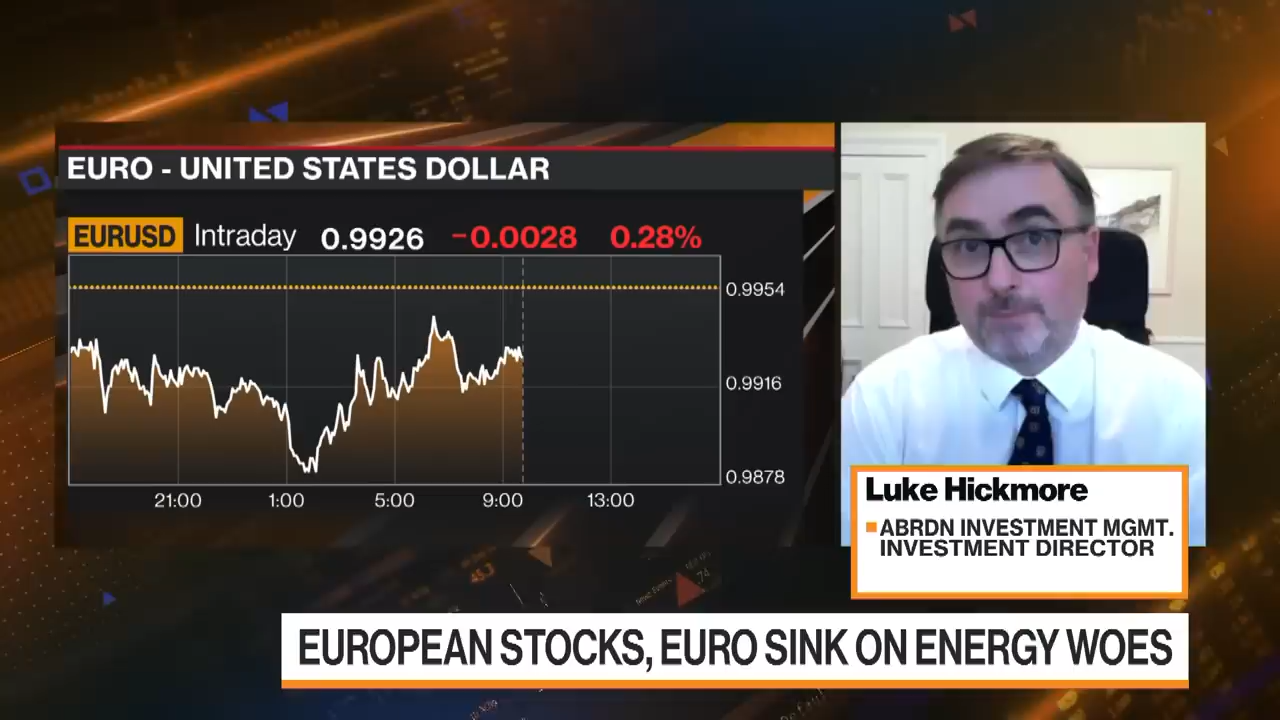 EURO - UNITED STATES DOLLAR
EURUSD Intraday 0.9926 -0.0028 0.28%
0.9954
0.9916
0.9878
21:00 1:00 5:00 9:00 13:00
Luke Hickmore
ABRDN INVESTMENT MGMT.
INVESTMENT DIRECTOR
EUROPEAN STOCKS, EURO SINK ON ENERGY WOES